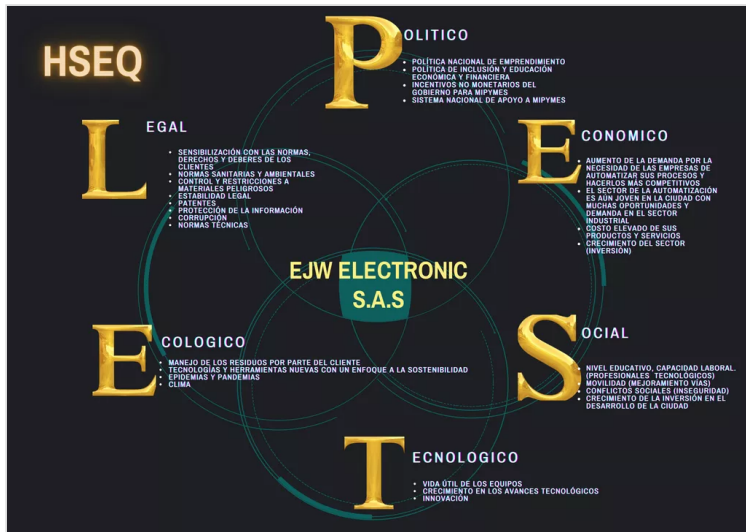 HSEQ
POLITICO
• POLÍTICA NACIONAL DE EMPRENDIMIENTO
• POLÍTICA DE INCLUSIÓN Y EDUCACIÓN
ECONÓMICA Y FINANCIERA
• INCENTIVOS NO MONETARIOS DEL
GOBIERNO PARA MIPYMES
• SISTEMA NACIONAL DE APOYO A MIPYMES
ECONOMICO
• AUMENTO DE LA DEMANDA POR LA
NECESIDAD DE LAS EMPRESAS DE
AUTOMATIZAR SUS PROCESOS Y
HACERLOS MÁS COMPETITIVOS
• EL SECTOR DE LA AUTOMATIZACIÓN
ES AÚN JOVEN EN LA CIUDAD CON
MUCHAS OPORTUNIDADES Y
DEMANDA EN EL SECTOR
INDUSTRIAL
• COSTO ELEVADO DE SUS
PRODUCTOS Y SERVICIOS
• CRECIMIENTO DEL SECTOR
(INVERSIÓN)
LEGAL
• SENSIBILIZACIÓN CON LAS NORMAS,
DERECHOS Y DEBERES DE LOS
CLIENTES
• NORMAS SANITARIAS Y AMBIENTALES
• CONTROL Y RESTRICCIONES A
MATERIALES PELIGROSOS
• ESTABILIDAD LEGAL
• PATENTES
• PROTECCIÓN DE LA INFORMACIÓN
• CORRUPCIÓN
• NORMAS TÉCNICAS
EJW ELECTRONIC
S.A.S
ECOLOGICO
• MANEJO DE LOS RESIDUOS POR PARTE DEL CLIENTE
• TECNOLOGÍAS Y HERRAMIENTAS NUEVAS CON UN ENFOQUE A LA SOSTENIBILIDAD
• EPIDEMIAS Y PANDEMIAS
• CLIMA
SOCIAL
• NIVEL EDUCATIVO, CAPACIDAD LABORAL.
(PROFESIONALES TECNOLÓGICOS)
• MOVILIDAD (MEJORAMIENTO VÍAS)
• CONFLICTOS SOCIALES (INSEGURIDAD)
• CRECIMIENTO DE LA INVERSIÓN EN EL
DESARROLLO DE LA CIUDAD
TECNOLOGICO
• VIDA ÚTIL DE LOS EQUIPOS
• CRECIMIENTO EN LOS AVANCES TECNOLÓGICOS
• INNOVACIÓN